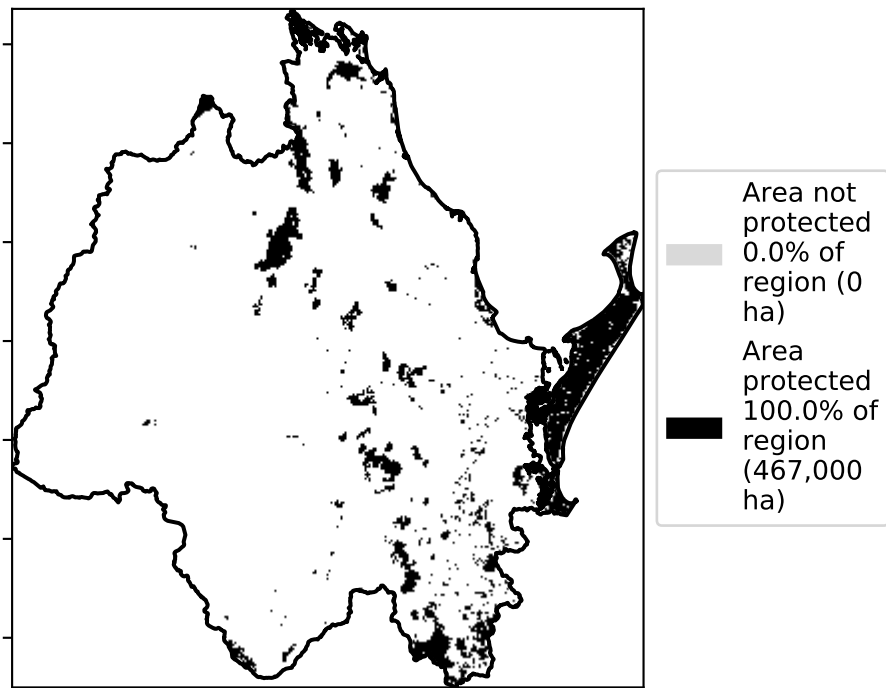 Area not
protected
0.0% of
region (0
ha)
Area
protected
100.0% of
region
(467,000
ha)